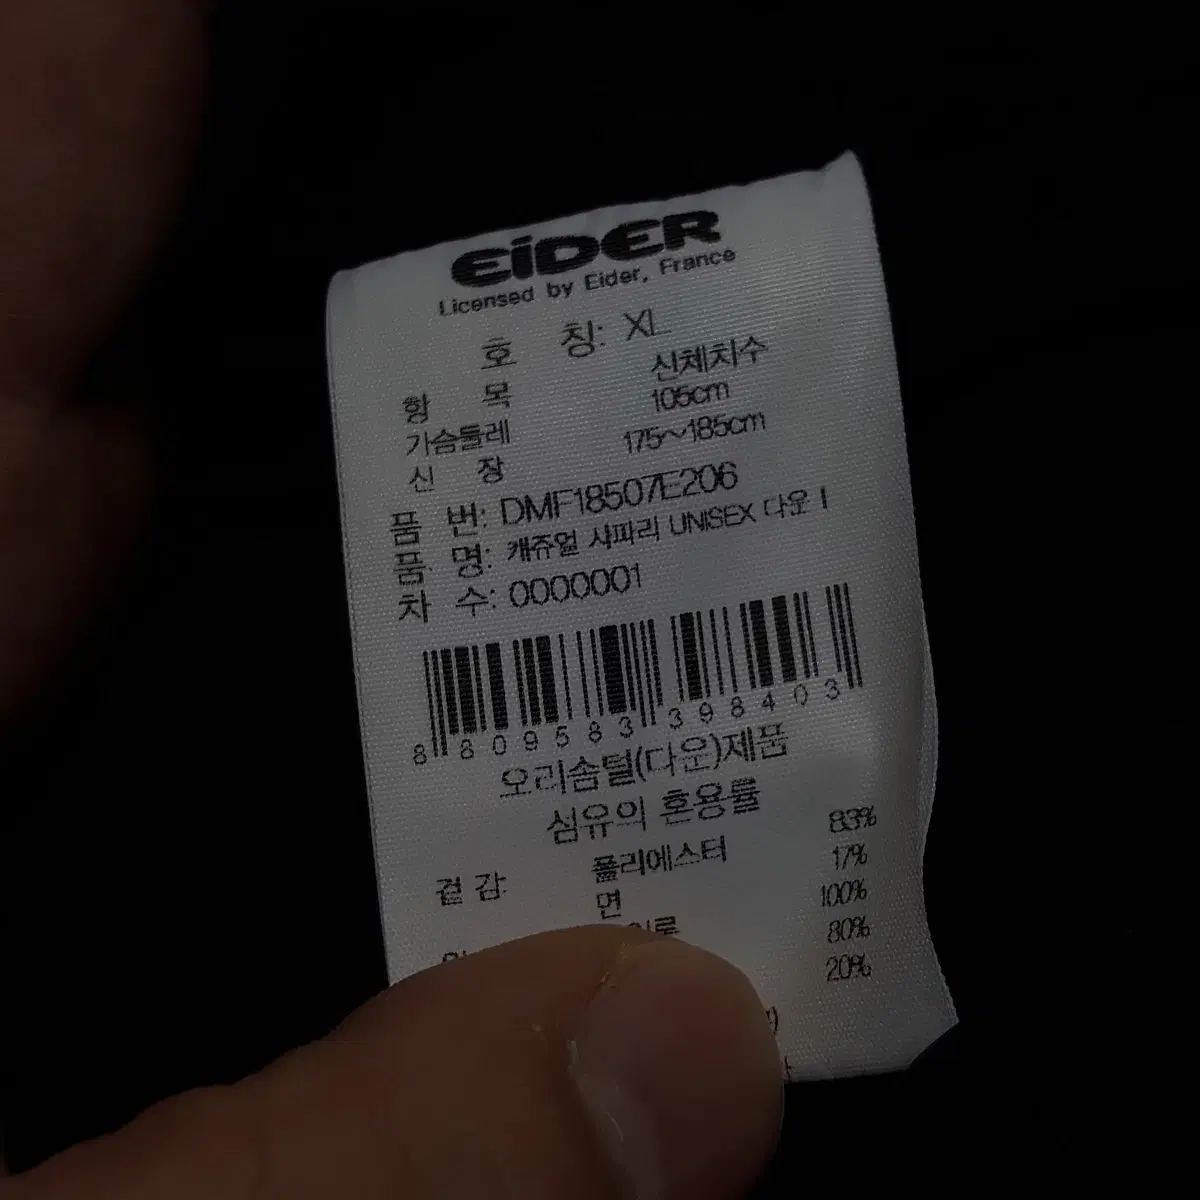 EiDER
Licensed by Eider, France
호 칭: XL
항 목 신체치수
가슴둘레 105cm
신 장 175~185cm
품 번: DMF18507E206
품 명: 캐쥬얼 사파리 UNISEX 다운 I
차 수: 0000001
8 809583 398403
오리솜털(다운)제품
섬유의 혼용률
겉감 폴리에스터 83%
면 17%
100%
80%
20%